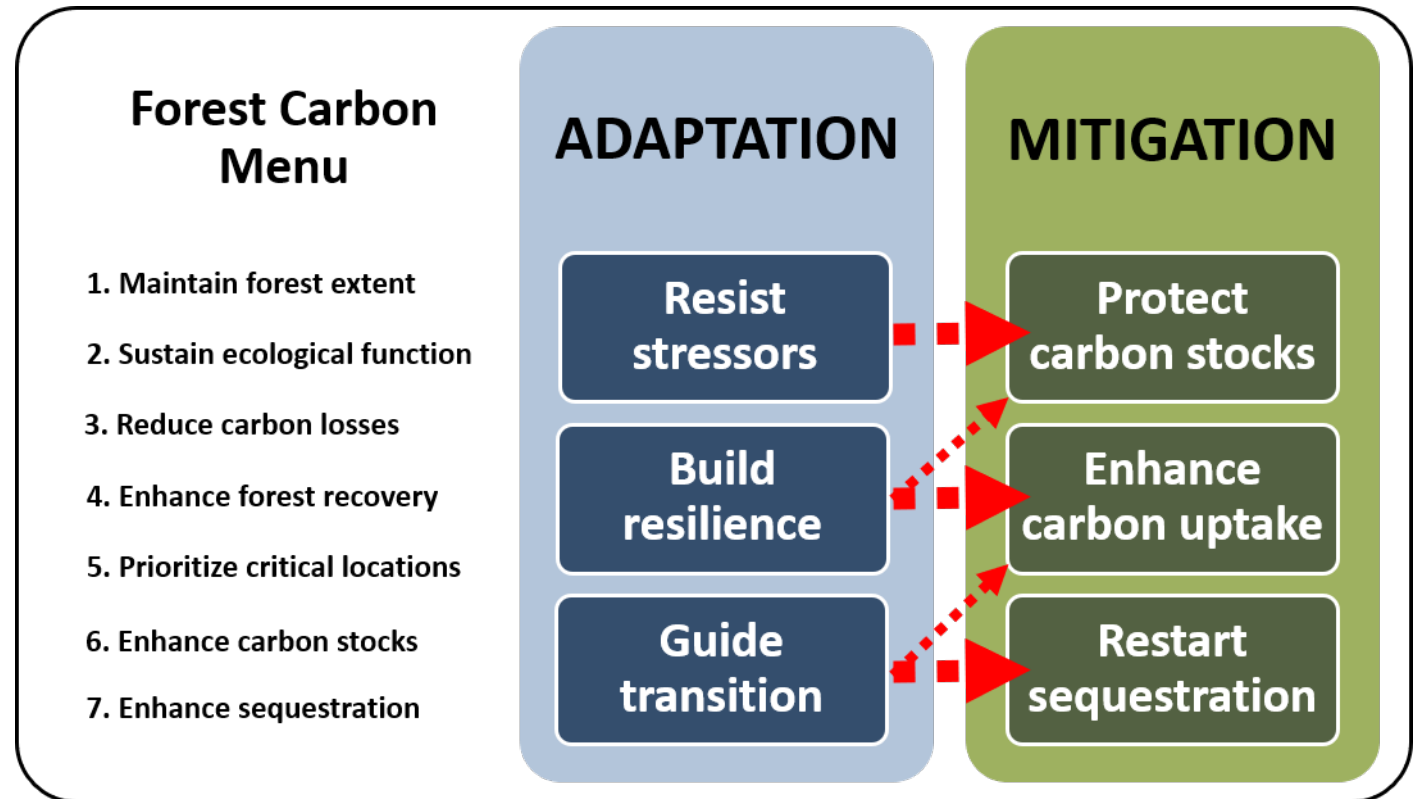 Forest Carbon
Menu
1. Maintain forest extent
2. Sustain ecological function
3. Reduce carbon losses
4. Enhance forest recovery
5. Prioritize critical locations
6. Enhance carbon stocks
7. Enhance sequestration
ADAPTATION
Resist
stressors
Build
resilience
Guide
transition
MITIGATION
Protect
carbon stocks
Enhance
carbon uptake
Restart
sequestration